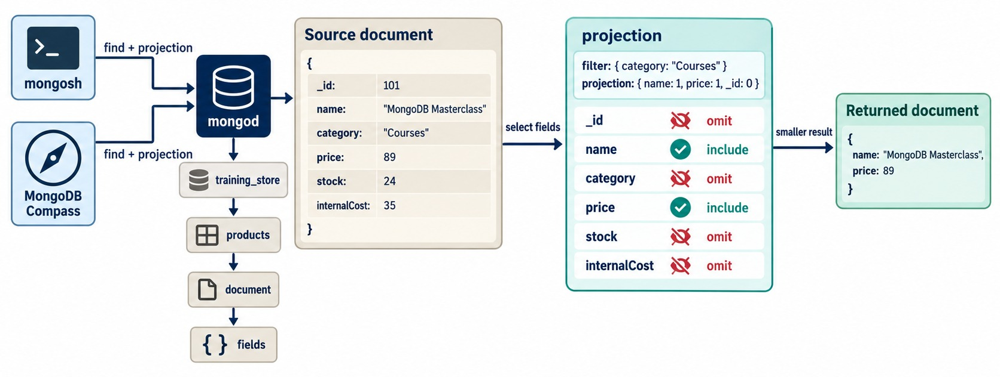 mongosh
find + projection
MongoDB
Compass
find + projection
mongod
training_store
products
document
{ } fields
Source document
{
_id: 101
name: "MongoDB Masterclass"
category: "Courses"
price: 89
stock: 24
internalCost: 35
}
select fields
projection
filter: { category: "Courses" }
projection: { name: 1, price: 1, _id: 0 }
_id omit
name include
category omit
price include
stock omit
internalCost omit
smaller result
Returned document
{
name: "MongoDB Masterclass",
price: 89
}